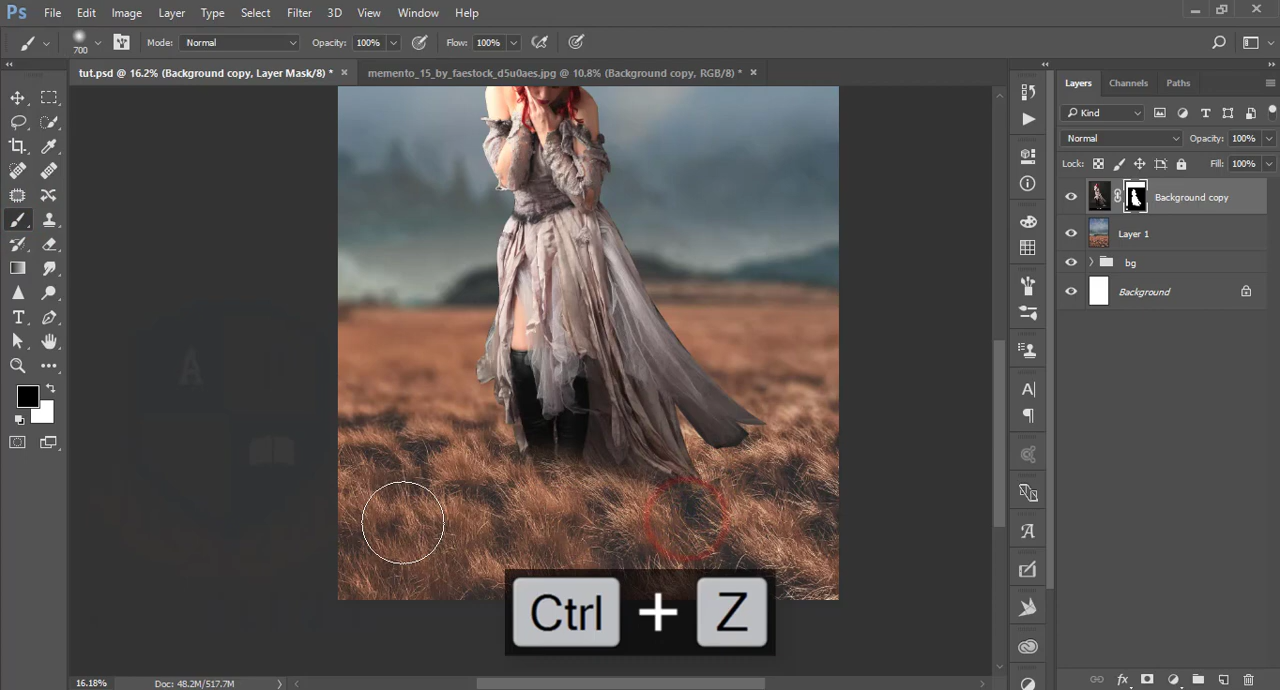 Ps File Edit Image Layer Type Select Filter 3D View Window Help
700 Mode: Normal Opacity: 100% Flow: 100%
tut.psd @ 16.2% (Background copy, Layer Mask/8) * × memento_15_by_faestock_d5u0aes.jpg @ 10.8% (Background copy, RGB/8) * ×
Layers Channels Paths
Kind
Normal Opacity: 100%
Lock: Fill: 100%
Background copy
Layer 1
bg
Background
Ctrl + Z
16.18% Doc: 48.2M/517.7M